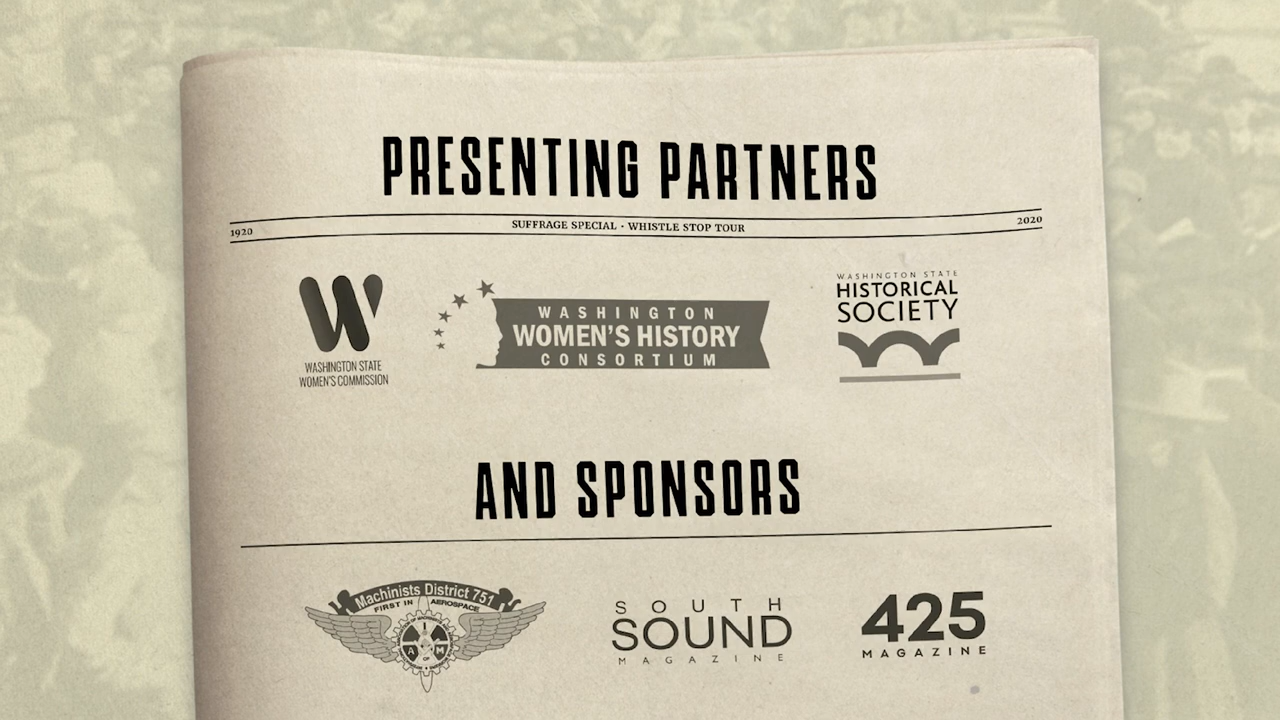 PRESENTING PARTNERS
1920 SUFFRAGE SPECIAL · WHISTLE STOP TOUR 2020
WASHINGTON STATE
WOMEN'S COMMISSION
WASHINGTON
WOMEN'S HISTORY
CONSORTIUM
WASHINGTON STATE
HISTORICAL
SOCIETY
AND SPONSORS
Machinists District 751
FIRST IN AEROSPACE
A M
SOUTH
SOUND
MAGAZINE
425
MAGAZINE